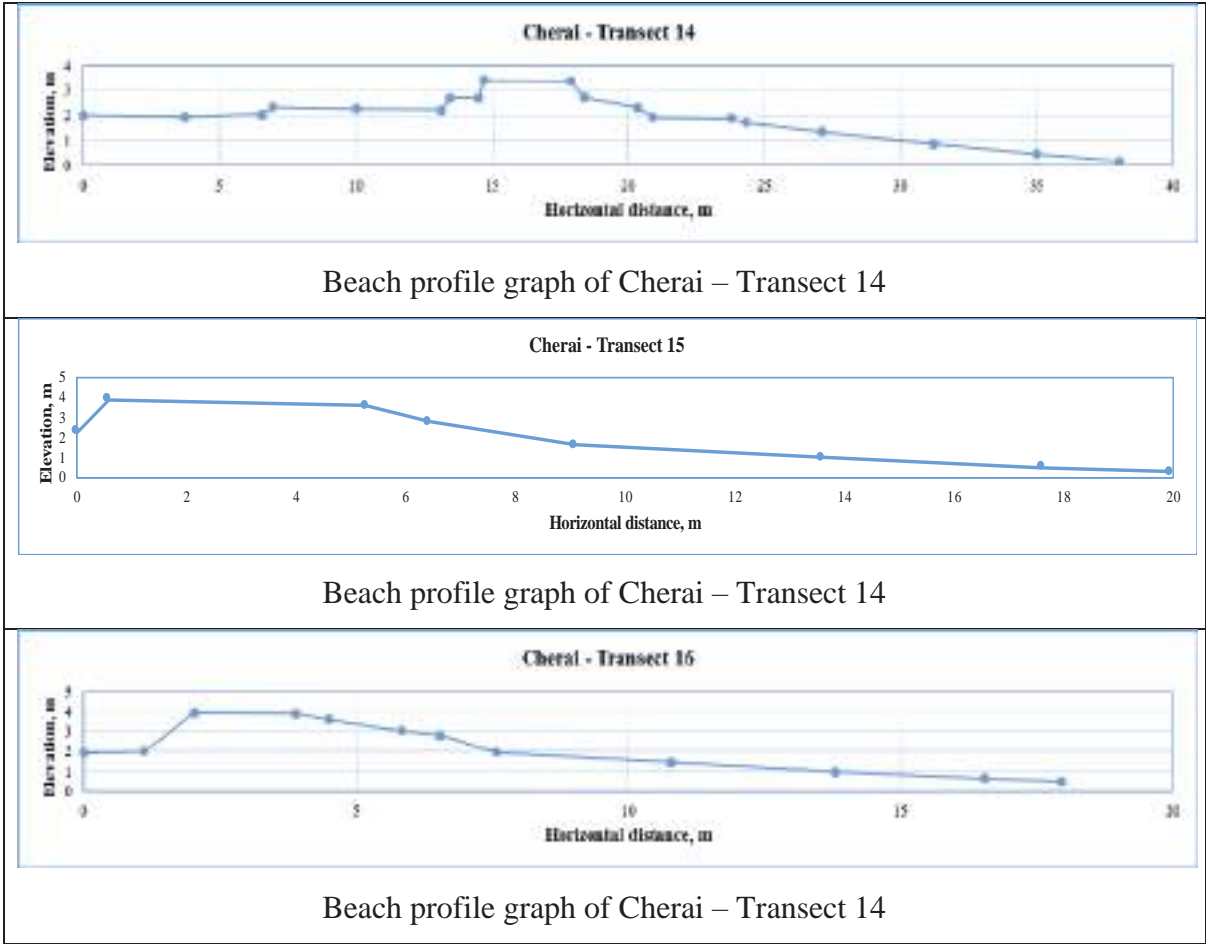 Cherai - Transect 14
Elevation, m
4
3
2
1
0
0 5 10 15 20 25 30 35 40
Horizontal distance, m
Beach profile graph of Cherai – Transect 14
Cherai - Transect 15
Elevation, m
5
4
3
2
1
0
0 2 4 6 8 10 12 14 16 18 20
Horizontal distance, m
Beach profile graph of Cherai – Transect 14
Cherai - Transect 16
Elevation, m
5
4
3
2
1
0
0 5 10 15 20
Horizontal distance, m
Beach profile graph of Cherai – Transect 14